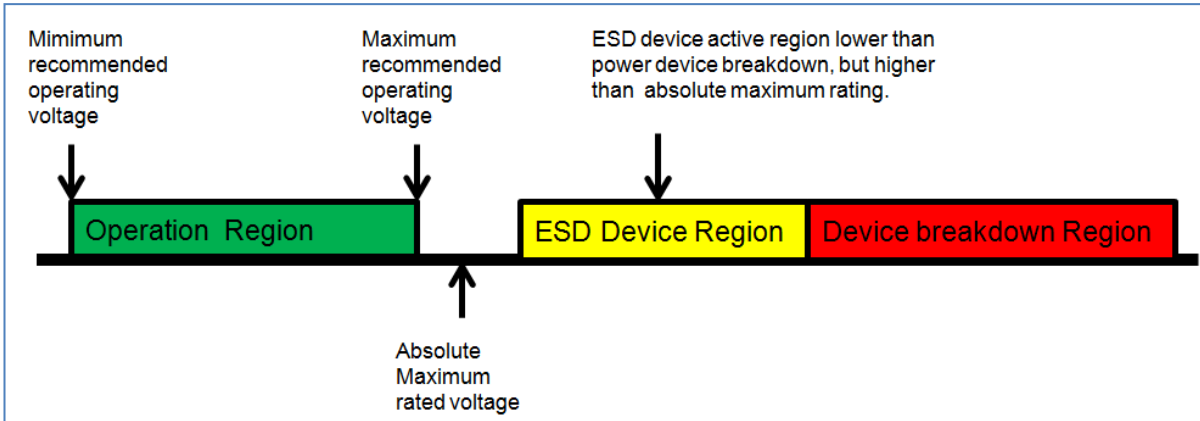 Mimimum
recommended
operating
voltage
Maximum
recommended
operating
voltage
ESD device active region lower than
power device breakdown, but higher
than absolute maximum rating.
Operation Region
ESD Device Region
Device breakdown Region
Absolute
Maximum
rated voltage